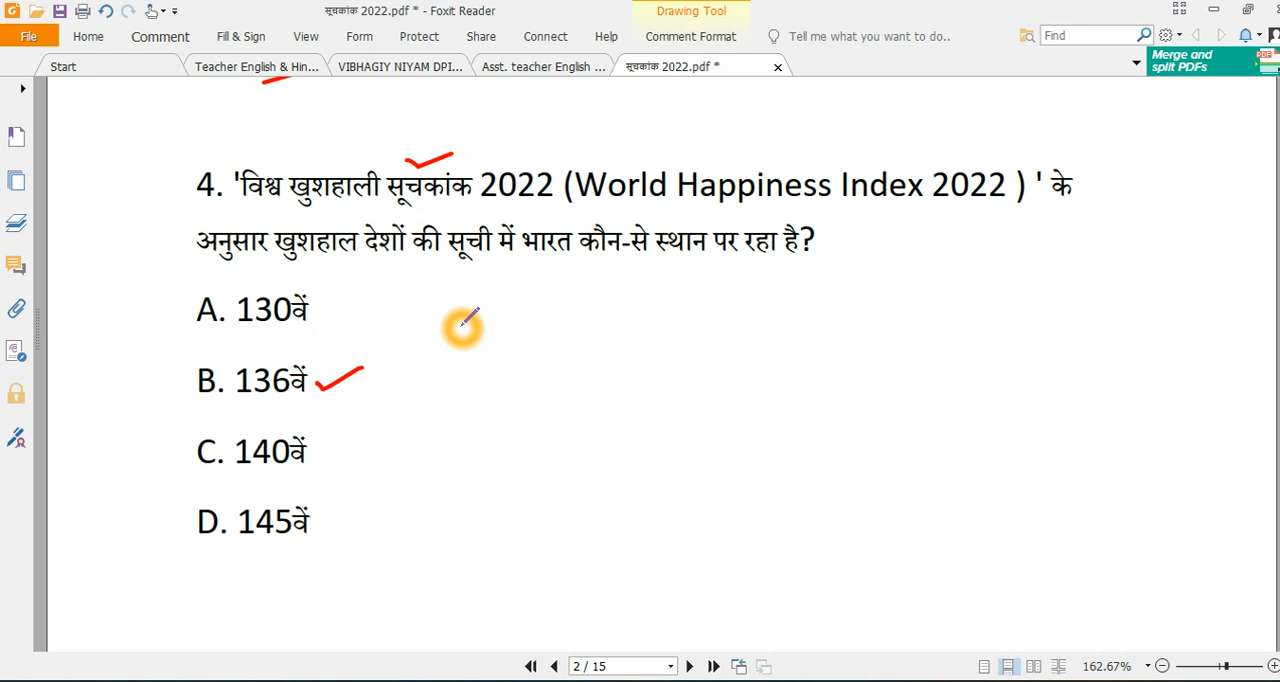 सूचकांक 2022.pdf * - Foxit Reader
Drawing Tool
File Home Comment Fill & Sign View Form Protect Share Connect Help Comment Format Tell me what you want to do.. Find
Start Teacher English & Hin... VIBHAGIY NIYAM DPI... Asst. teacher English ... सूचकांक 2022.pdf * Merge and
split PDFs
4. 'विश्व खुशहाली सूचकांक 2022 (World Happiness Index 2022 ) ' के
अनुसार खुशहाल देशों की सूची में भारत कौन-से स्थान पर रहा है?
A. 130वें
B. 136वें
C. 140वें
D. 145वें
2 / 15 162.67%